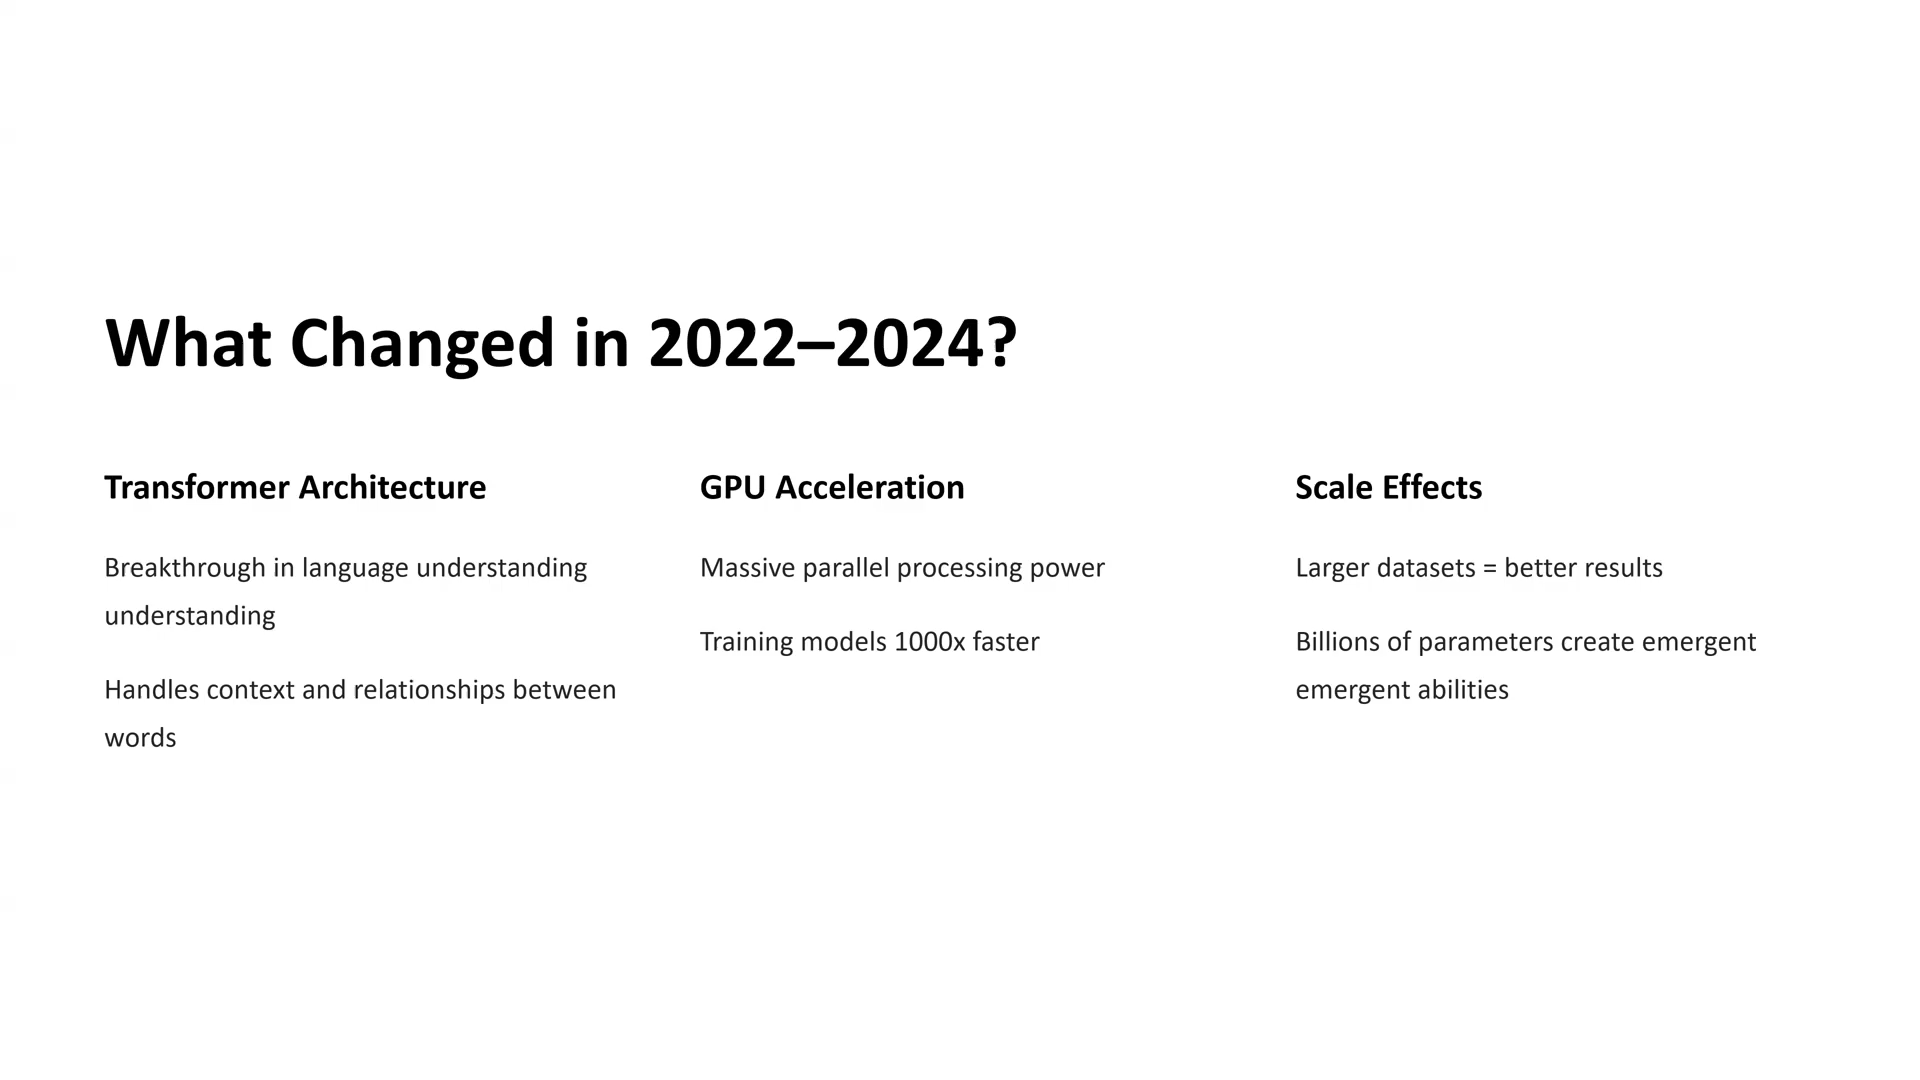 What Changed in 2022–2024?
Transformer Architecture
Breakthrough in language understanding
understanding
Handles context and relationships between
words
GPU Acceleration
Massive parallel processing power
Training models 1000x faster
Scale Effects
Larger datasets = better results
Billions of parameters create emergent
emergent abilities